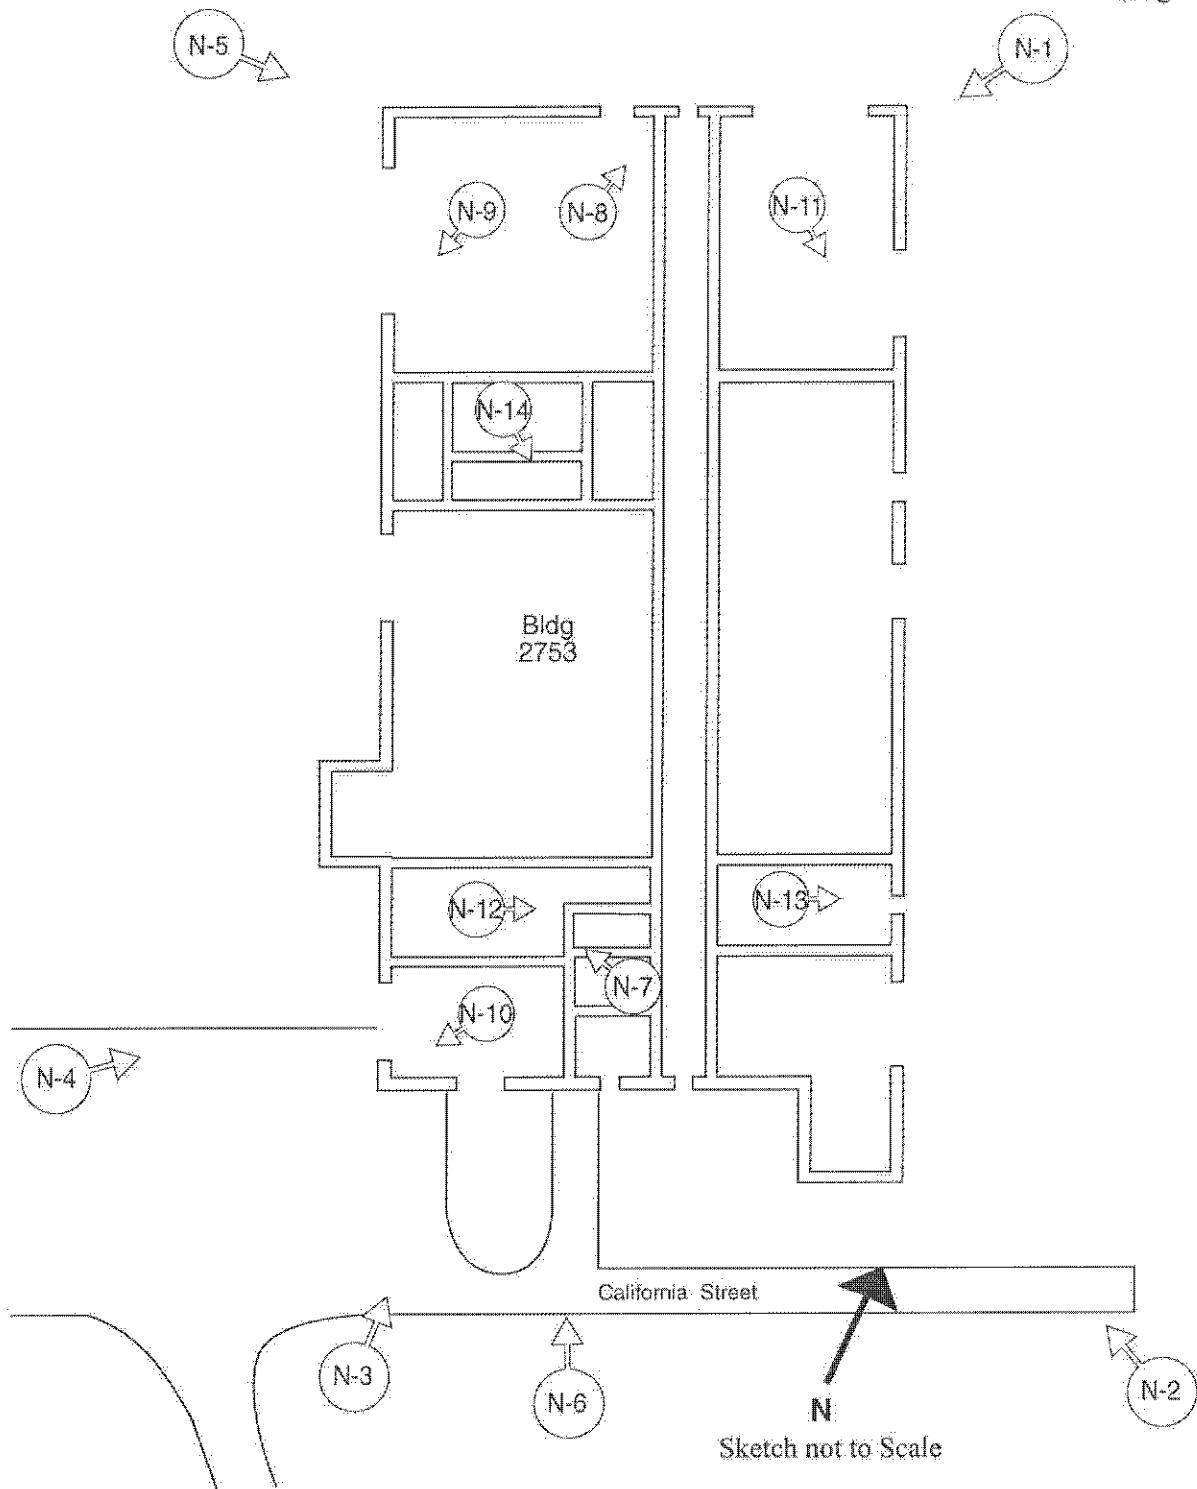 N-5
N-1
N-9
N-8
N-11
N-14
Bldg
2753
N-12
N-13
N-7
N-10
N-4
California Street
N-3
N-6
N-2
N
Sketch not to Scale